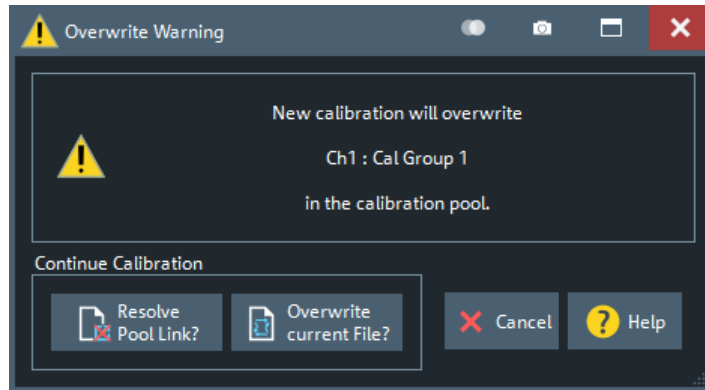 Overwrite Warning
New calibration will overwrite
Ch1 : Cal Group 1
in the calibration pool.
Continue Calibration
Resolve
Pool Link?
Overwrite
current File?
Cancel
Help